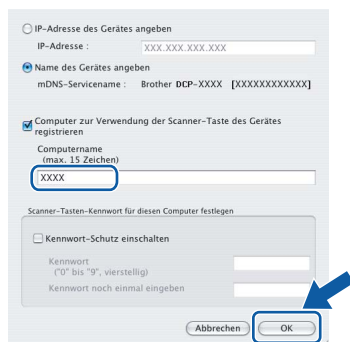 IP-Adresse des Gerätes angeben
IP-Adresse : XXX.XXX.XXX.XXX
Name des Gerätes angeben
mDNS-Servicename : Brother DCP-XXXX [XXXXXXXXXXXX]
Computer zur Verwendung der Scanner-Taste des Gerätes
registrieren
Computername
(max. 15 Zeichen)
XXXX
Scanner-Tasten-Kennwort für diesen Computer festlegen
Kennwort-Schutz einschalten
Kennwort
("0" bis "9", vierstellig)
Kennwort noch einmal eingeben
Abbrechen OK